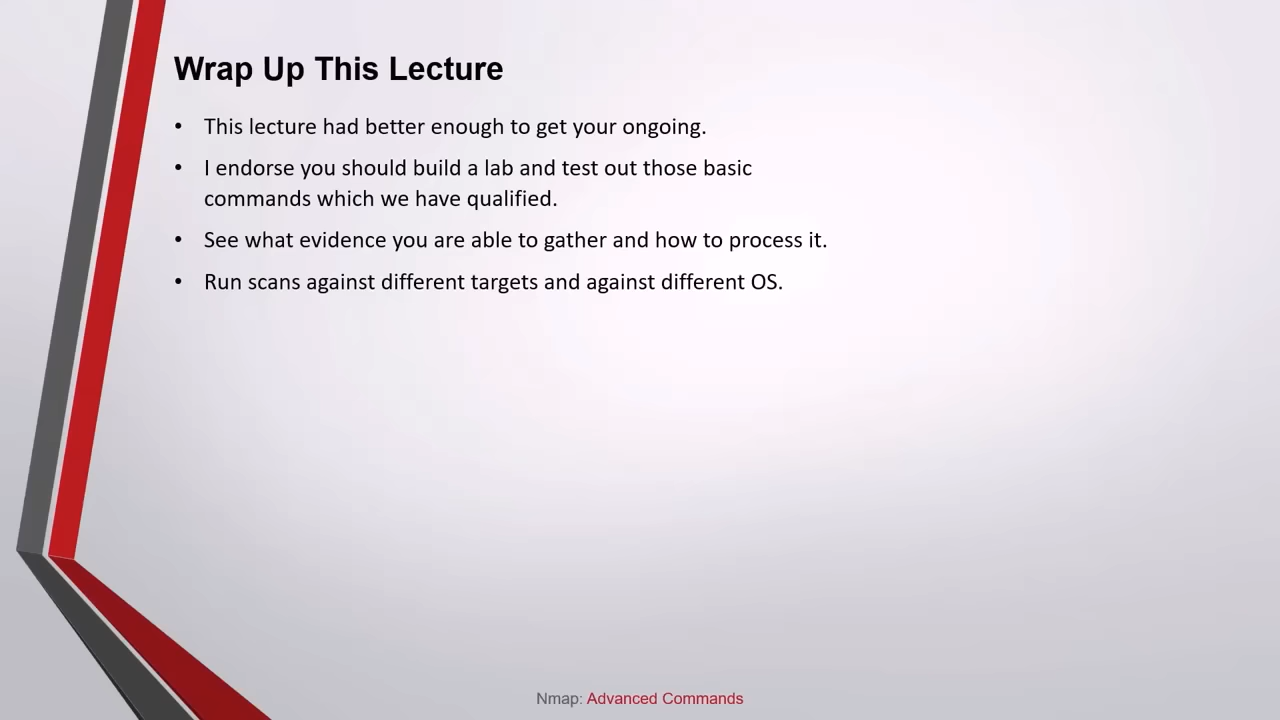 Wrap Up This Lecture
• This lecture had better enough to get your ongoing.
• I endorse you should build a lab and test out those basic
commands which we have qualified.
• See what evidence you are able to gather and how to process it.
• Run scans against different targets and against different OS.
Nmap: Advanced Commands